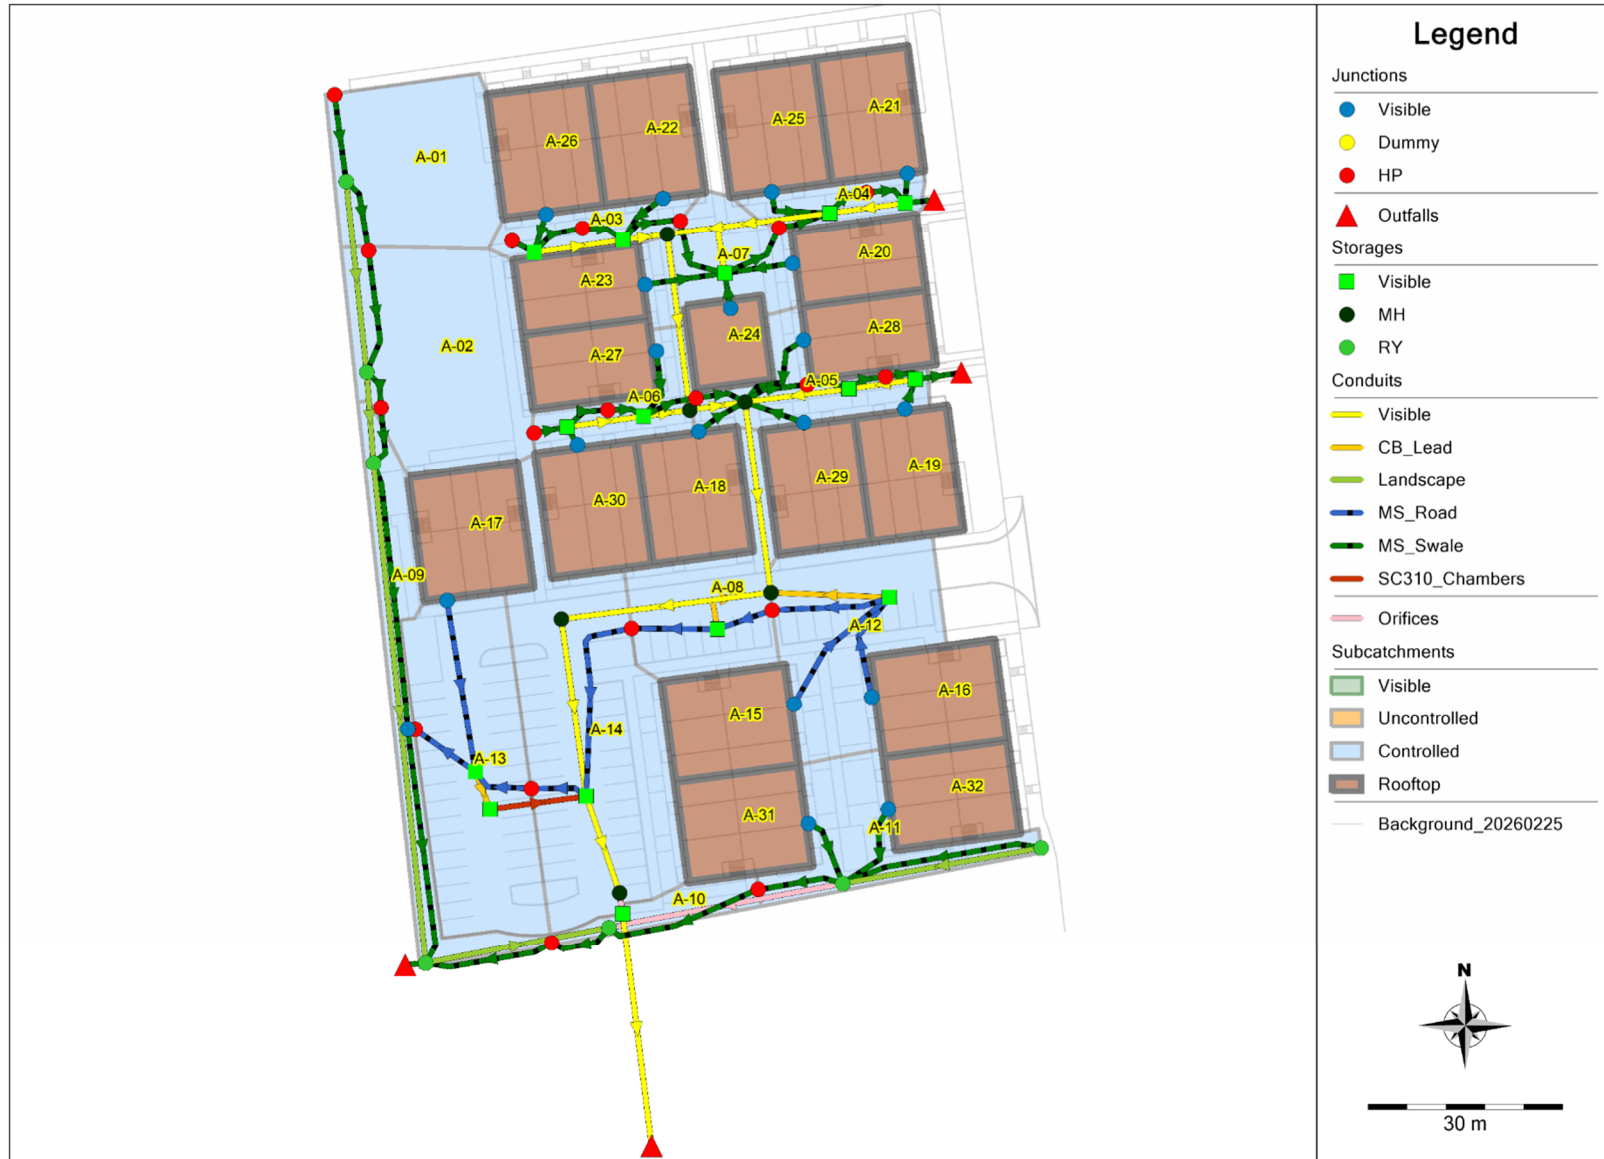 Legend
Junctions
Visible
Dummy
HP
Outfalls
Storages
Visible
MH
RY
Conduits
Visible
CB_Lead
Landscape
MS_Road
MS_Swale
SC310_Chambers
Orifices
Subcatchments
Visible
Uncontrolled
Controlled
Rooftop
Background_20260225
N
30 m
A-01
A-26
A-22
A-25
A-21
A-03
A-04
A-07
A-20
A-23
A-02
A-27
A-24
A-28
A-05
A-06
A-17
A-30
A-18
A-29
A-19
A-09
A-08
A-12
A-15
A-16
A-14
A-13
A-31
A-32
A-11
A-10